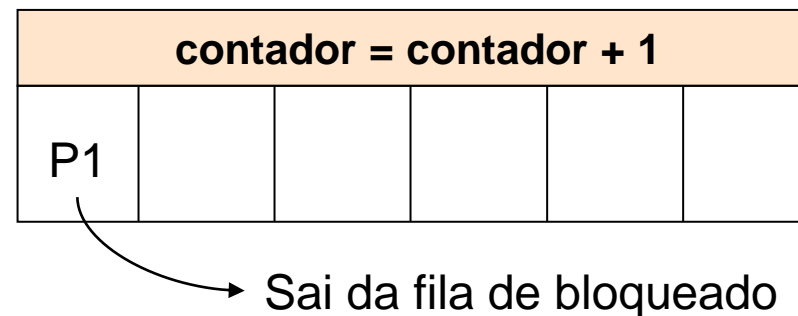 contador = contador + 1
P1
Sai da fila de bloqueado